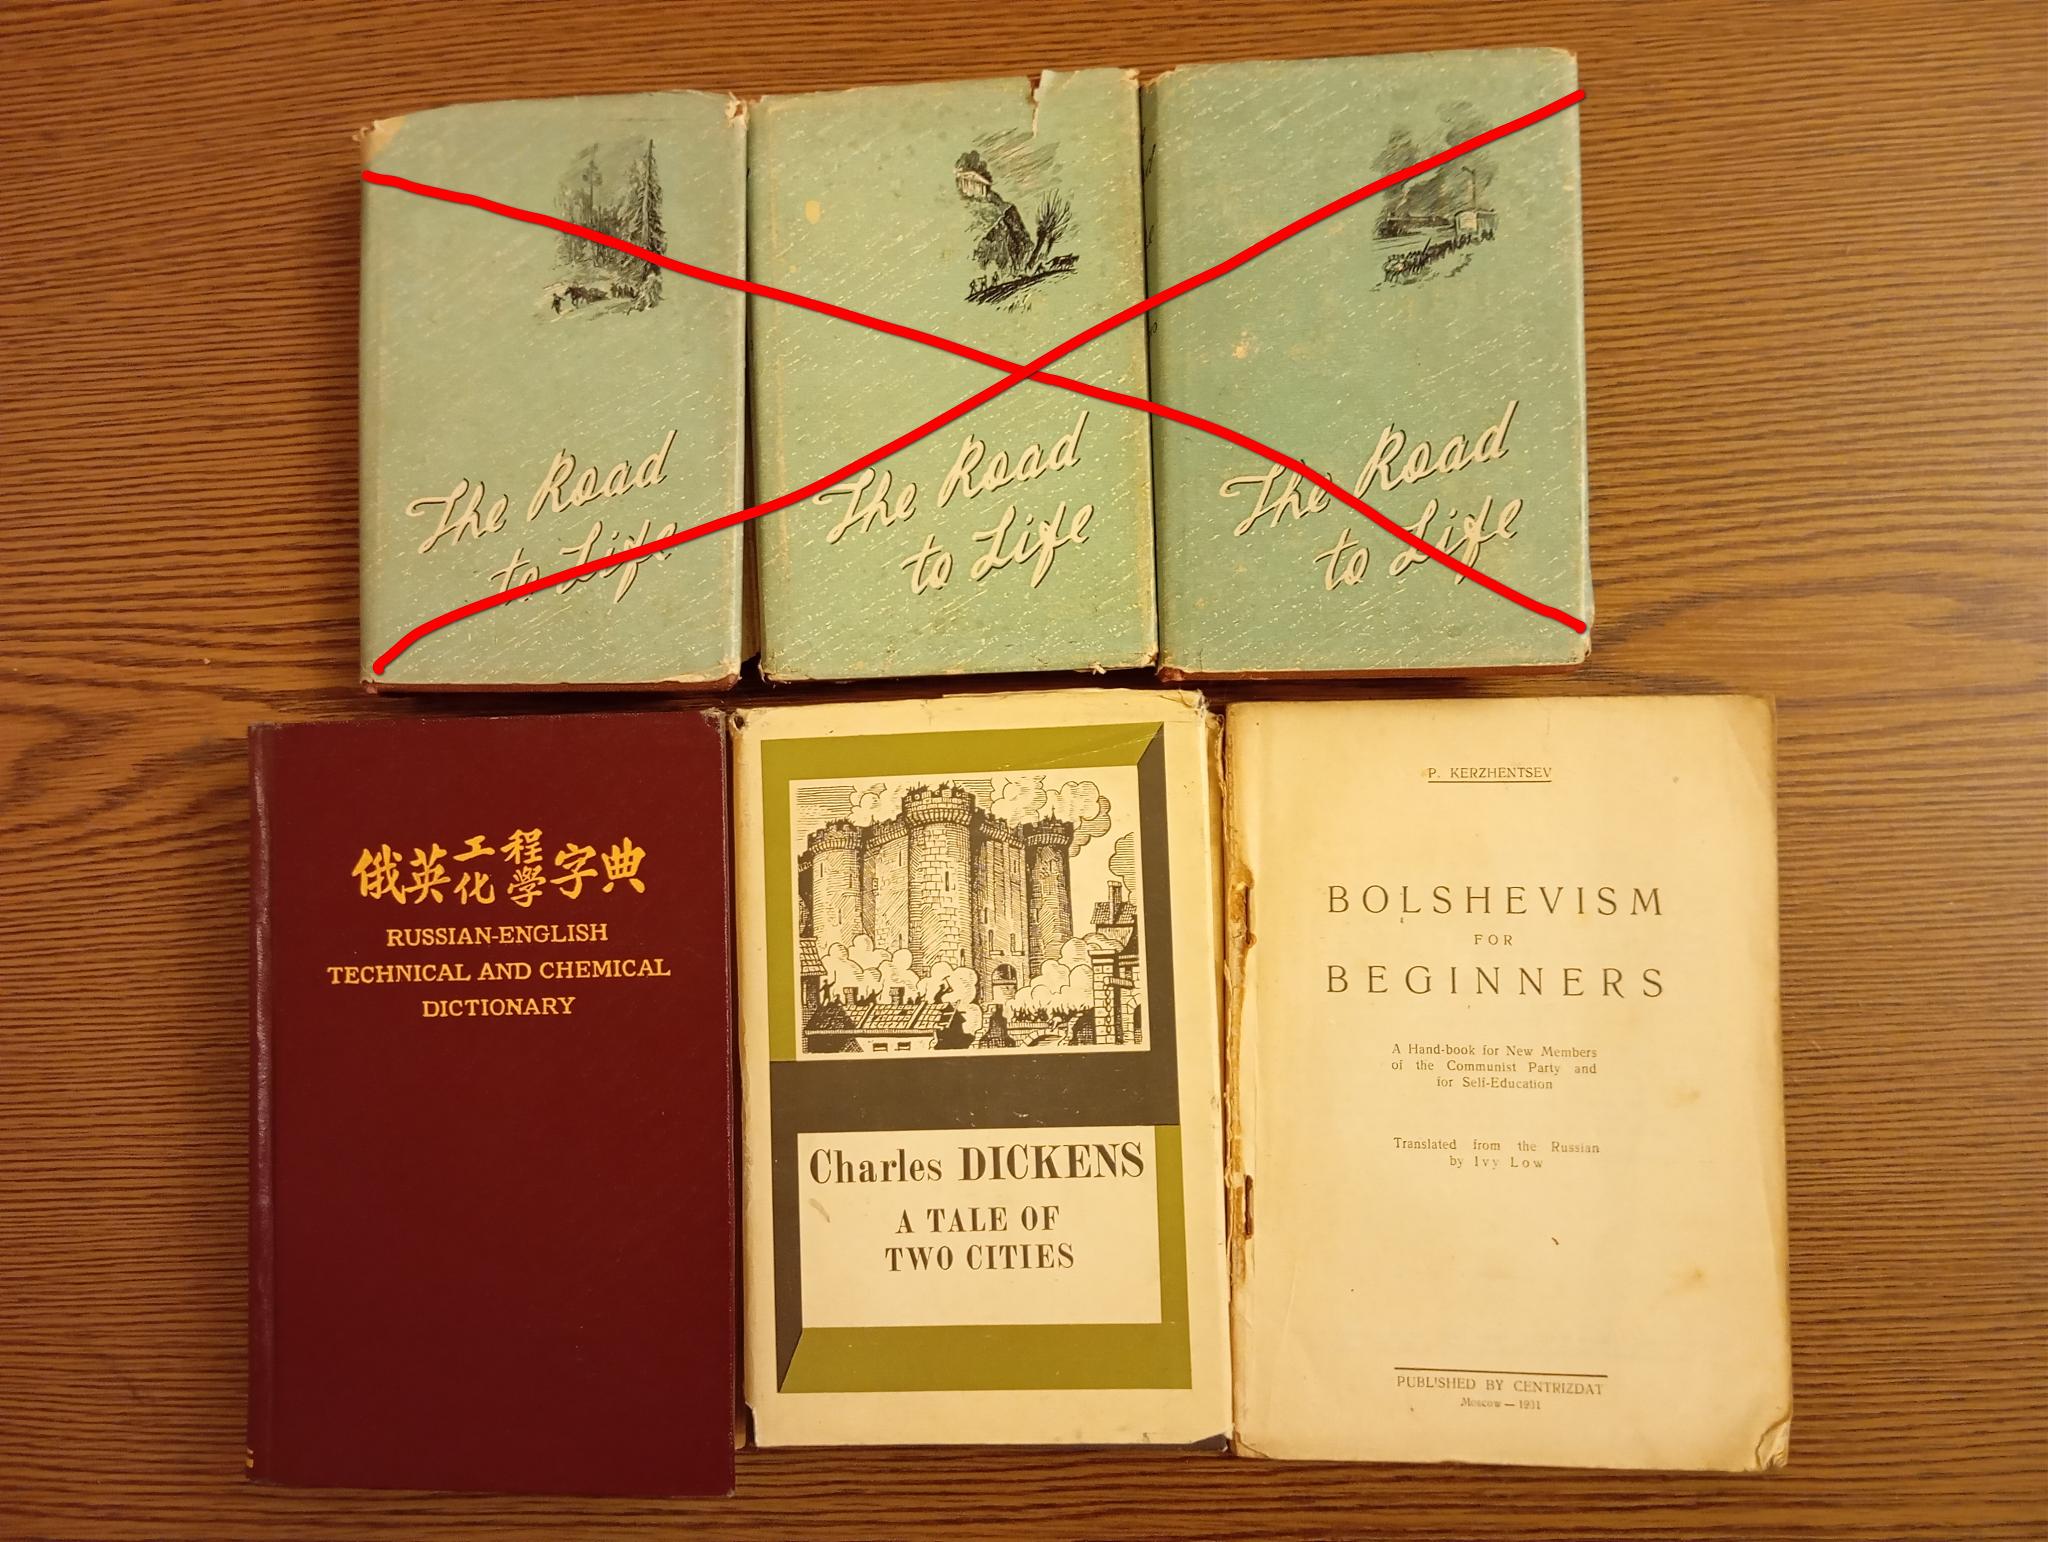 The Road
to Life
The Road
to Life
The Road
to Life
俄英工程化學字典
RUSSIAN-ENGLISH
TECHNICAL AND CHEMICAL
DICTIONARY
Charles DICKENS
A TALE OF
TWO CITIES
P. KERZHENTSEV
BOLSHEVISM
FOR
BEGINNERS
A Hand-book for New Members
of the Communist Party and
for Self-Education
Translated from the Russian
by Ivy Low
PUBLISHED BY CENTRIZDAT
Moscow — 1931